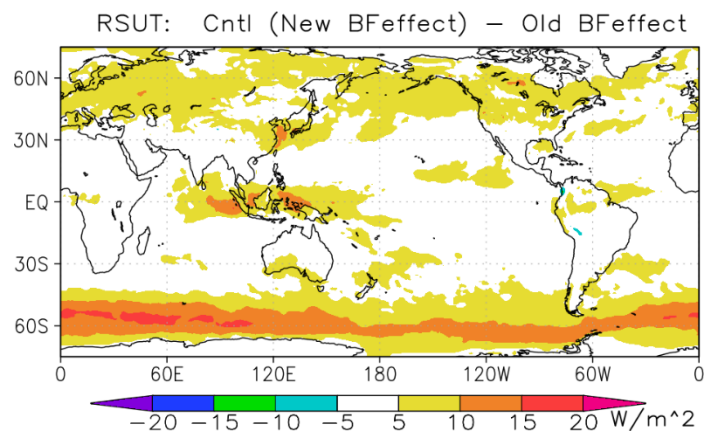 RSUT: Cntl (New BFeffect) − Old BFeffect
60N
30N
EQ
30S
60S
0 60E 120E 180 120W 60W 0
−20 −15 −10 −5 5 10 15 20 W/m^2